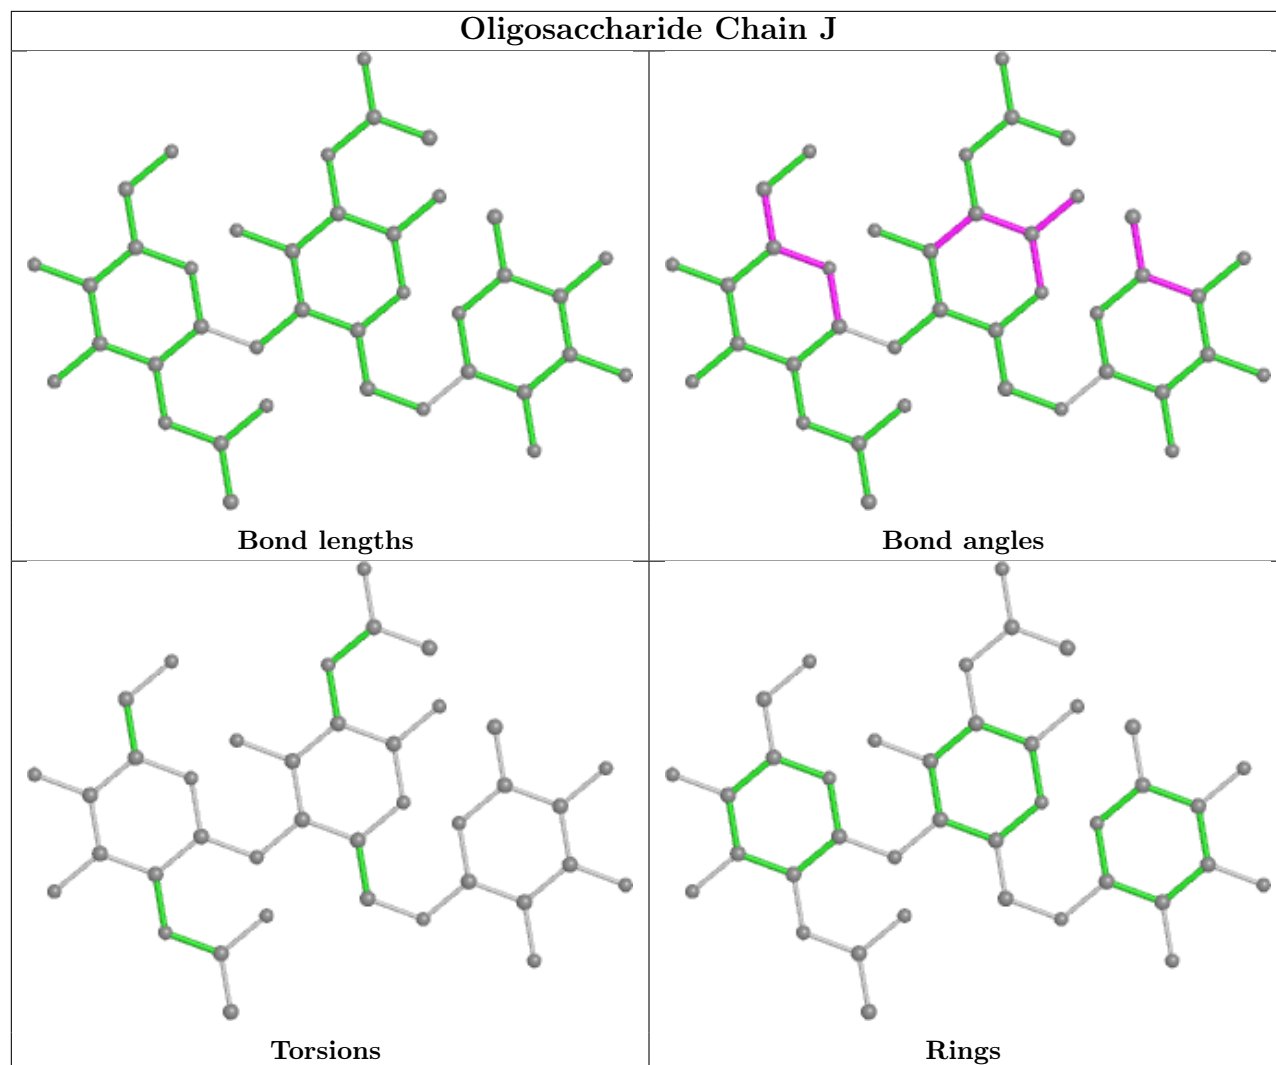 Oligosaccharide Chain J
Bond lengths
Bond angles
Torsions
Rings